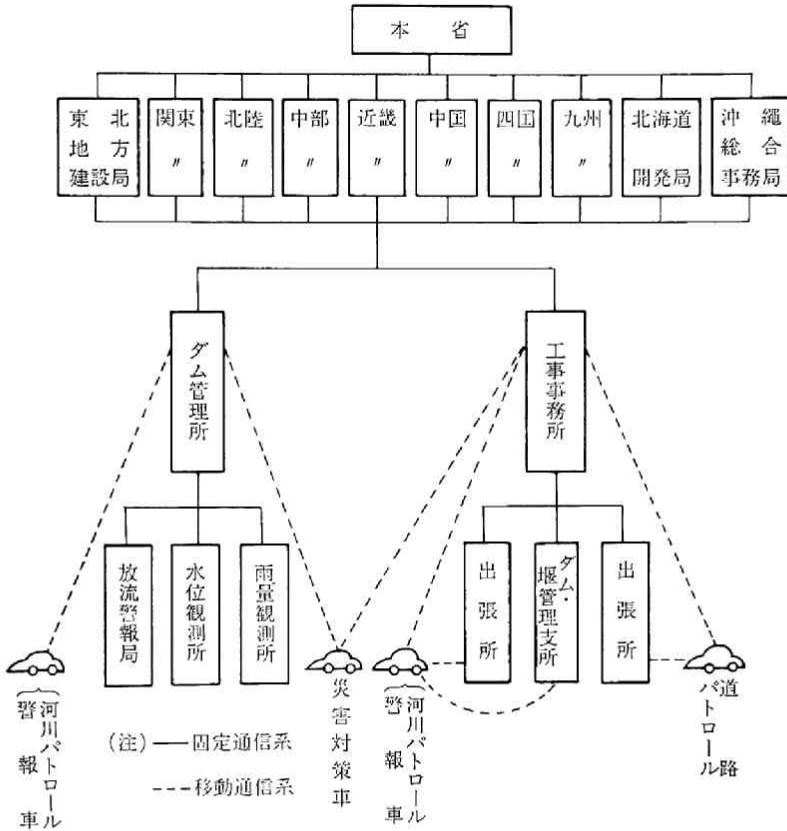 本省
東北
地方
建設局
関東
〃
北陸
〃
中部
〃
近畿
〃
中国
〃
四国
〃
九州
〃
北海道
開発局
沖縄
総合
事務局
ダム管理所
工事事務所
放流警報局
水位観測所
雨量観測所
出張所
ダム・
堰管理支所
出張所
河川パトロール
警報車
災害対策車
河川パトロール
警報車
道路
パトロール
(注)——固定通信系
---移動通信系